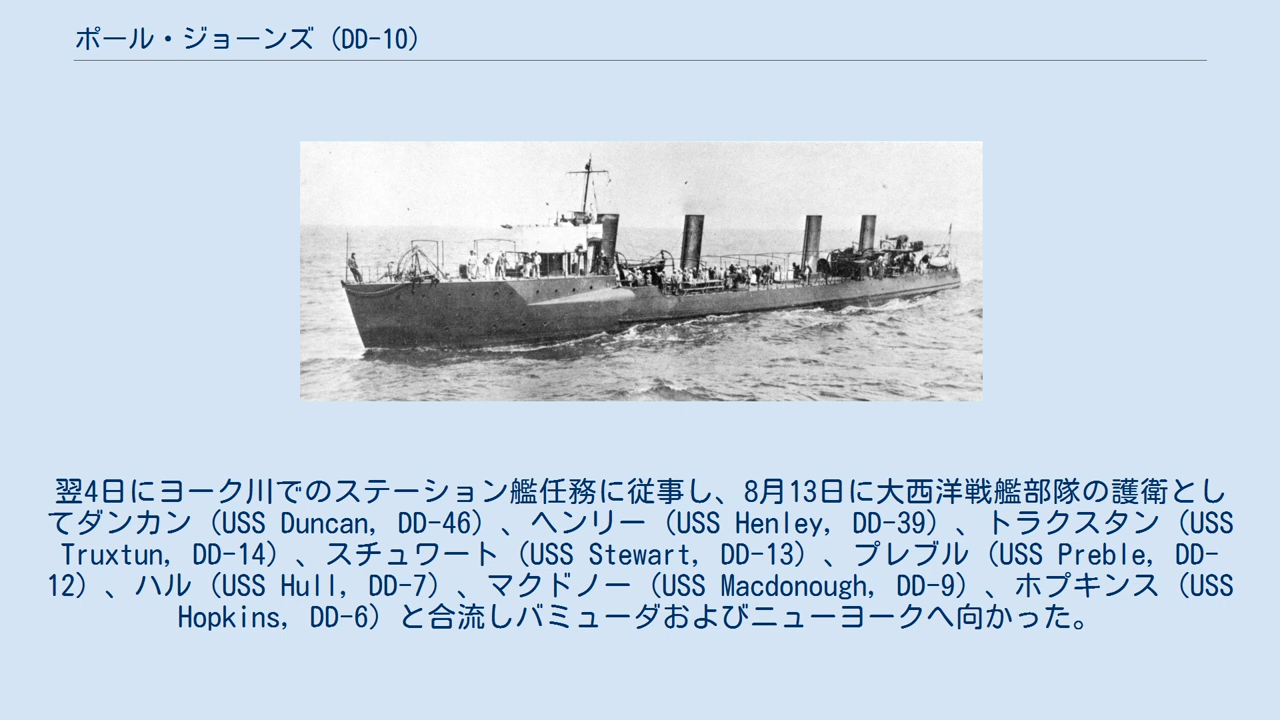 ポール・ジョーンズ（DD-10）
翌4日にヨーク川でのステーション艦任務に従事し、8月13日に大西洋戦艦部隊の護衛とし
てダンカン（USS Duncan, DD-46）、ヘンリー（USS Henley, DD-39）、トラクスタン（USS
Truxtun, DD-14）、スチュワート（USS Stewart, DD-13）、プレブル（USS Preble, DD-
12）、ハル（USS Hull, DD-7）、マクドノー（USS Macdonough, DD-9）、ホプキンス（USS
Hopkins, DD-6）と合流しバミューダおよびニューヨークへ向かった。